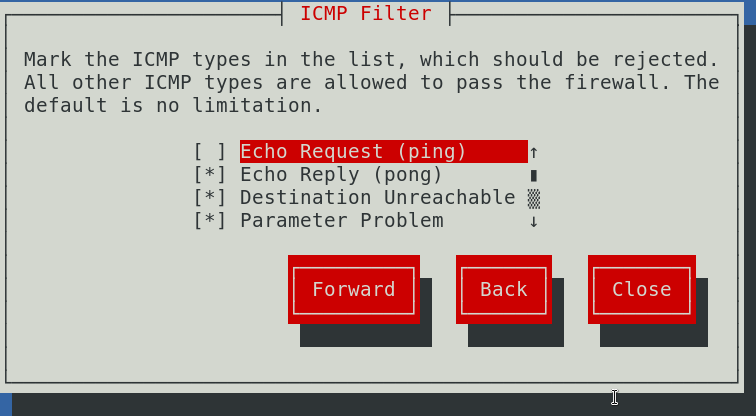 ICMP Filter
Mark the ICMP types in the list, which should be rejected.
All other ICMP types are allowed to pass the firewall. The
default is no limitation.
[ ] Echo Request (ping) ↑
[*] Echo Reply (pong)
[*] Destination Unreachable
[*] Parameter Problem ↓
Forward Back Close